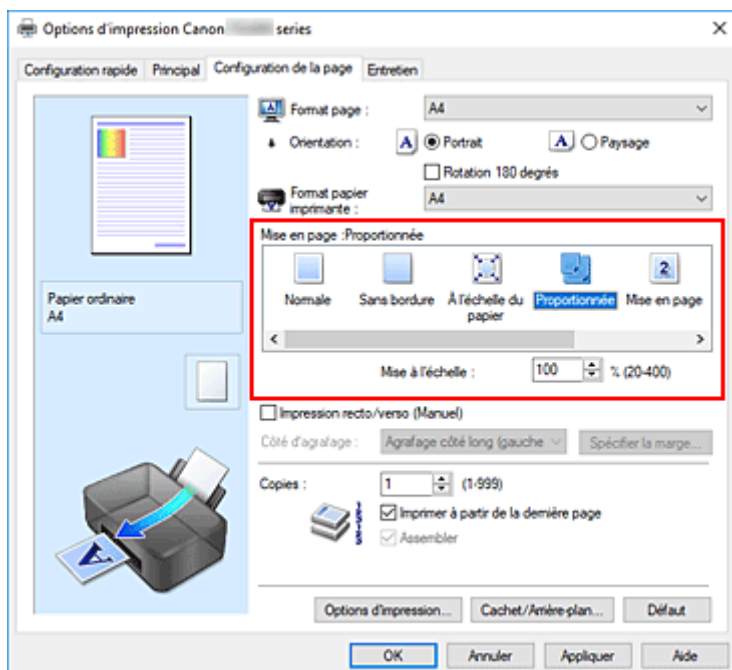 Options d'impression Canon series
Configuration rapide Principal Configuration de la page Entretien
Format page : A4
Orientation : A Portrait A Paysage
Rotation 180 degrés
Format papier
imprimante : A4
Mise en page :Proportionnée
2
Normale Sans bordure À l'échelle du
papier Proportionnée Mise en page
Mise à l'échelle : 100 % (20-400)
Papier ordinaire
A4
Impression recto/verso (Manuel)
Côté d'agrafage : Agrafage côté long (gauche Spécifier la marge...
Copies : 1 (1-999)
Imprimer à partir de la dernière page
Assembler
A
Options d'impression... Cachet/Arrière-plan... Défaut
OK Annuler Appliquer Aide